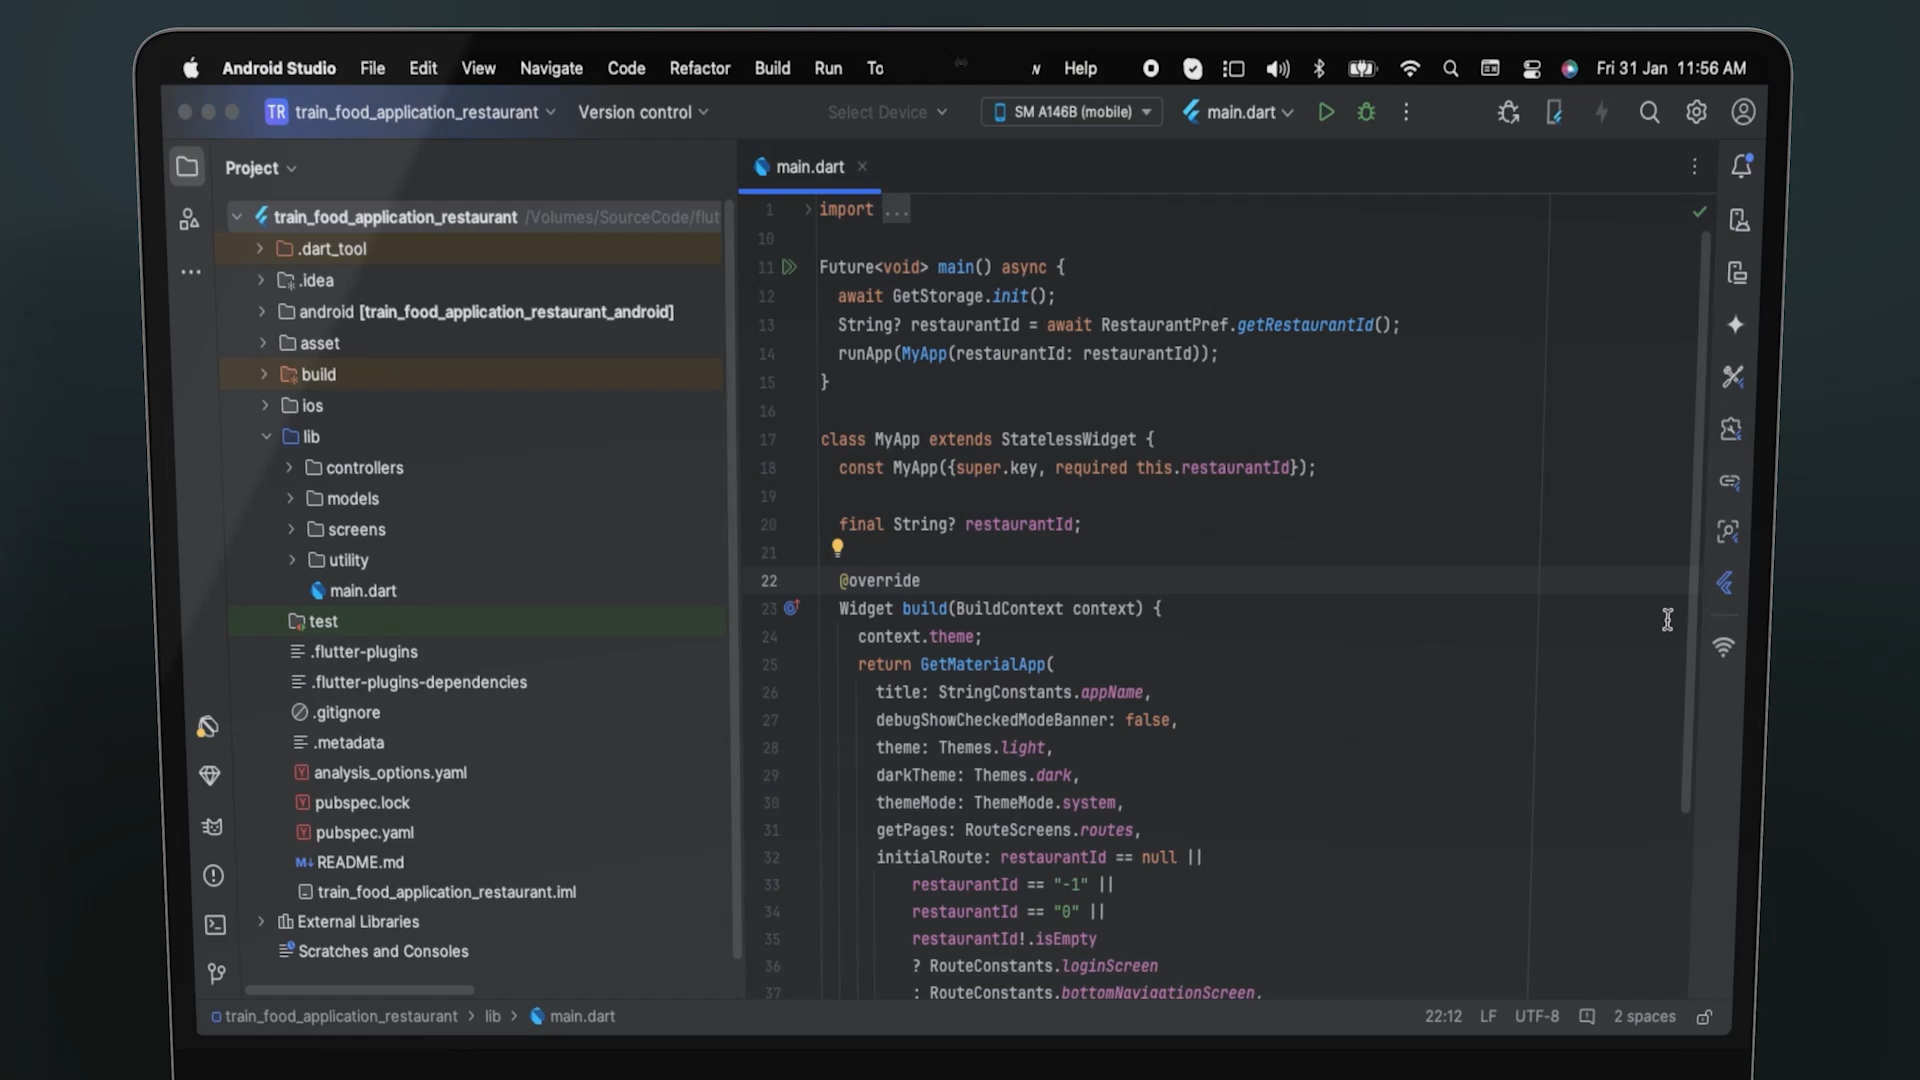 Android Studio File Edit View Navigate Code Refactor Build Run To Help Fri 31 Jan 11:56 AM
TR train_food_application_restaurant Version control Select Device SM A146B (mobile) main.dart
Project
train_food_application_restaurant /Volumes/SourceCode/flut
.dart_tool
.idea
android [train_food_application_restaurant_android]
asset
build
ios
lib
controllers
models
screens
utility
main.dart
test
.flutter-plugins
.flutter-plugins-dependencies
.gitignore
.metadata
analysis_options.yaml
pubspec.lock
pubspec.yaml
README.md
train_food_application_restaurant.iml
External Libraries
Scratches and Consoles
main.dart
1 import ...
10
11 Future<void> main() async {
12 await GetStorage.init();
13 String? restaurantId = await RestaurantPref.getRestaurantId();
14 runApp(MyApp(restaurantId: restaurantId));
15 }
16
17 class MyApp extends StatelessWidget {
18 const MyApp({super.key, required this.restaurantId});
19
20 final String? restaurantId;
21
22 @override
23 Widget build(BuildContext context) {
24 context.theme;
25 return GetMaterialApp(
26 title: StringConstants.appName,
27 debugShowCheckedModeBanner: false,
28 theme: Themes.light,
29 darkTheme: Themes.dark,
30 themeMode: ThemeMode.system,
31 getPages: RouteScreens.routes,
32 initialRoute: restaurantId == null ||
33 restaurantId == "-1" ||
34 restaurantId == "0" ||
35 restaurantId!.isEmpty
36 ? RouteConstants.loginScreen
37 : RouteConstants.bottomNavigationScreen,
train_food_application_restaurant > lib > main.dart 22:12 LF UTF-8 2 spaces